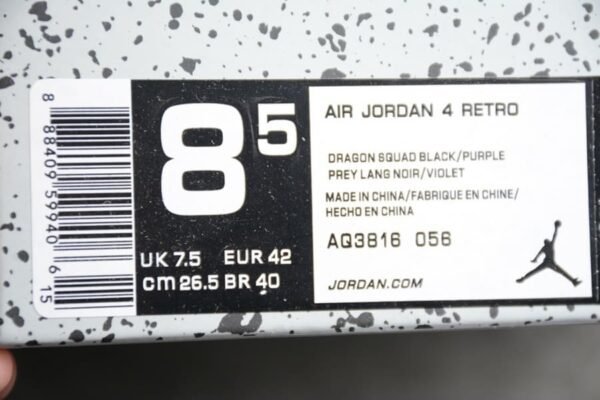 8 88409 59940 6 15
8.5
UK 7.5 EUR 42
CM 26.5 BR 40
AIR JORDAN 4 RETRO
DRAGON SQUAD BLACK/PURPLE
PREY LANG NOIR/VIOLET
MADE IN CHINA/FABRIQUE EN CHINE/
HECHO EN CHINA
AQ3816 056
JORDAN.COM